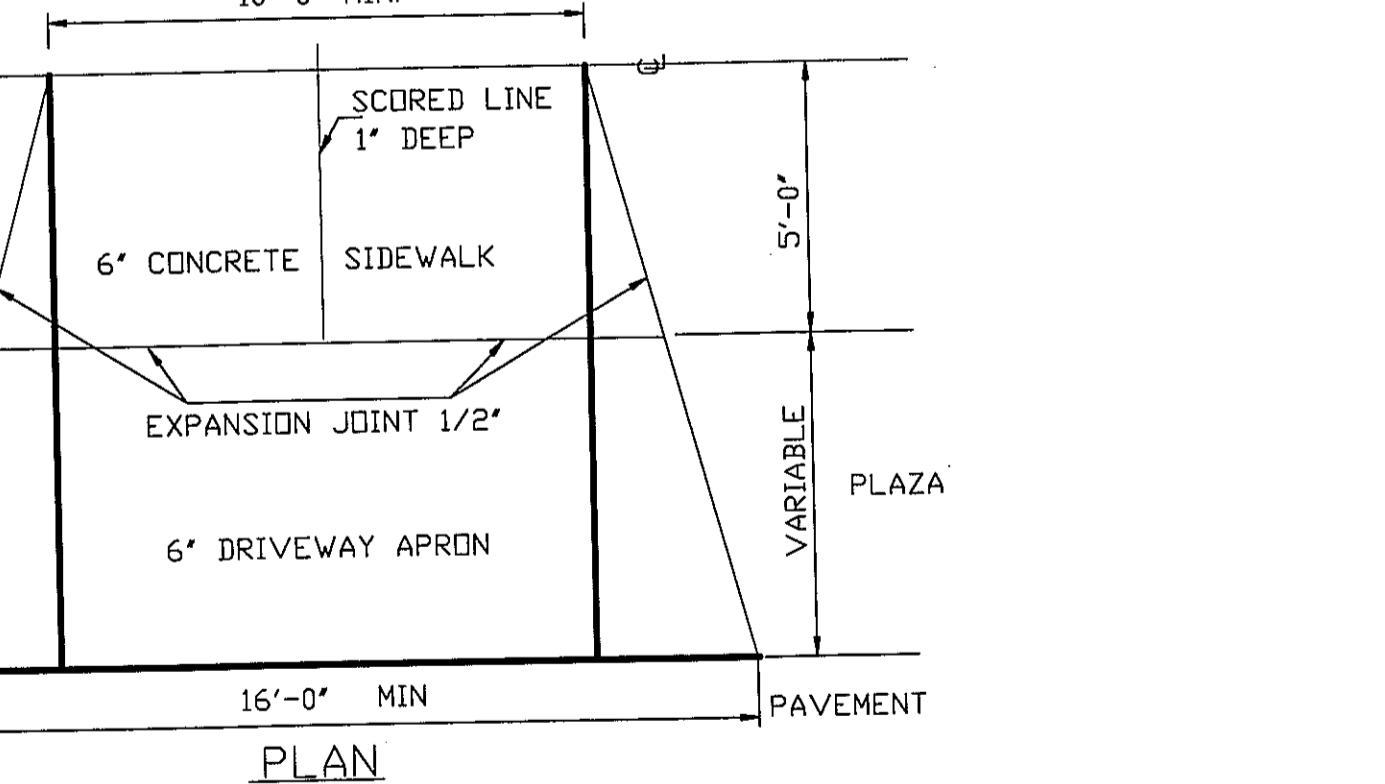 SCORED LINE
1" DEEP
5'-0"
6" CONCRETE SIDEWALK
EXPANSION JOINT 1/2"
VARIABLE
PLAZA
6" DRIVEWAY APRON
16'-0" MIN
PAVEMENT
PLAN